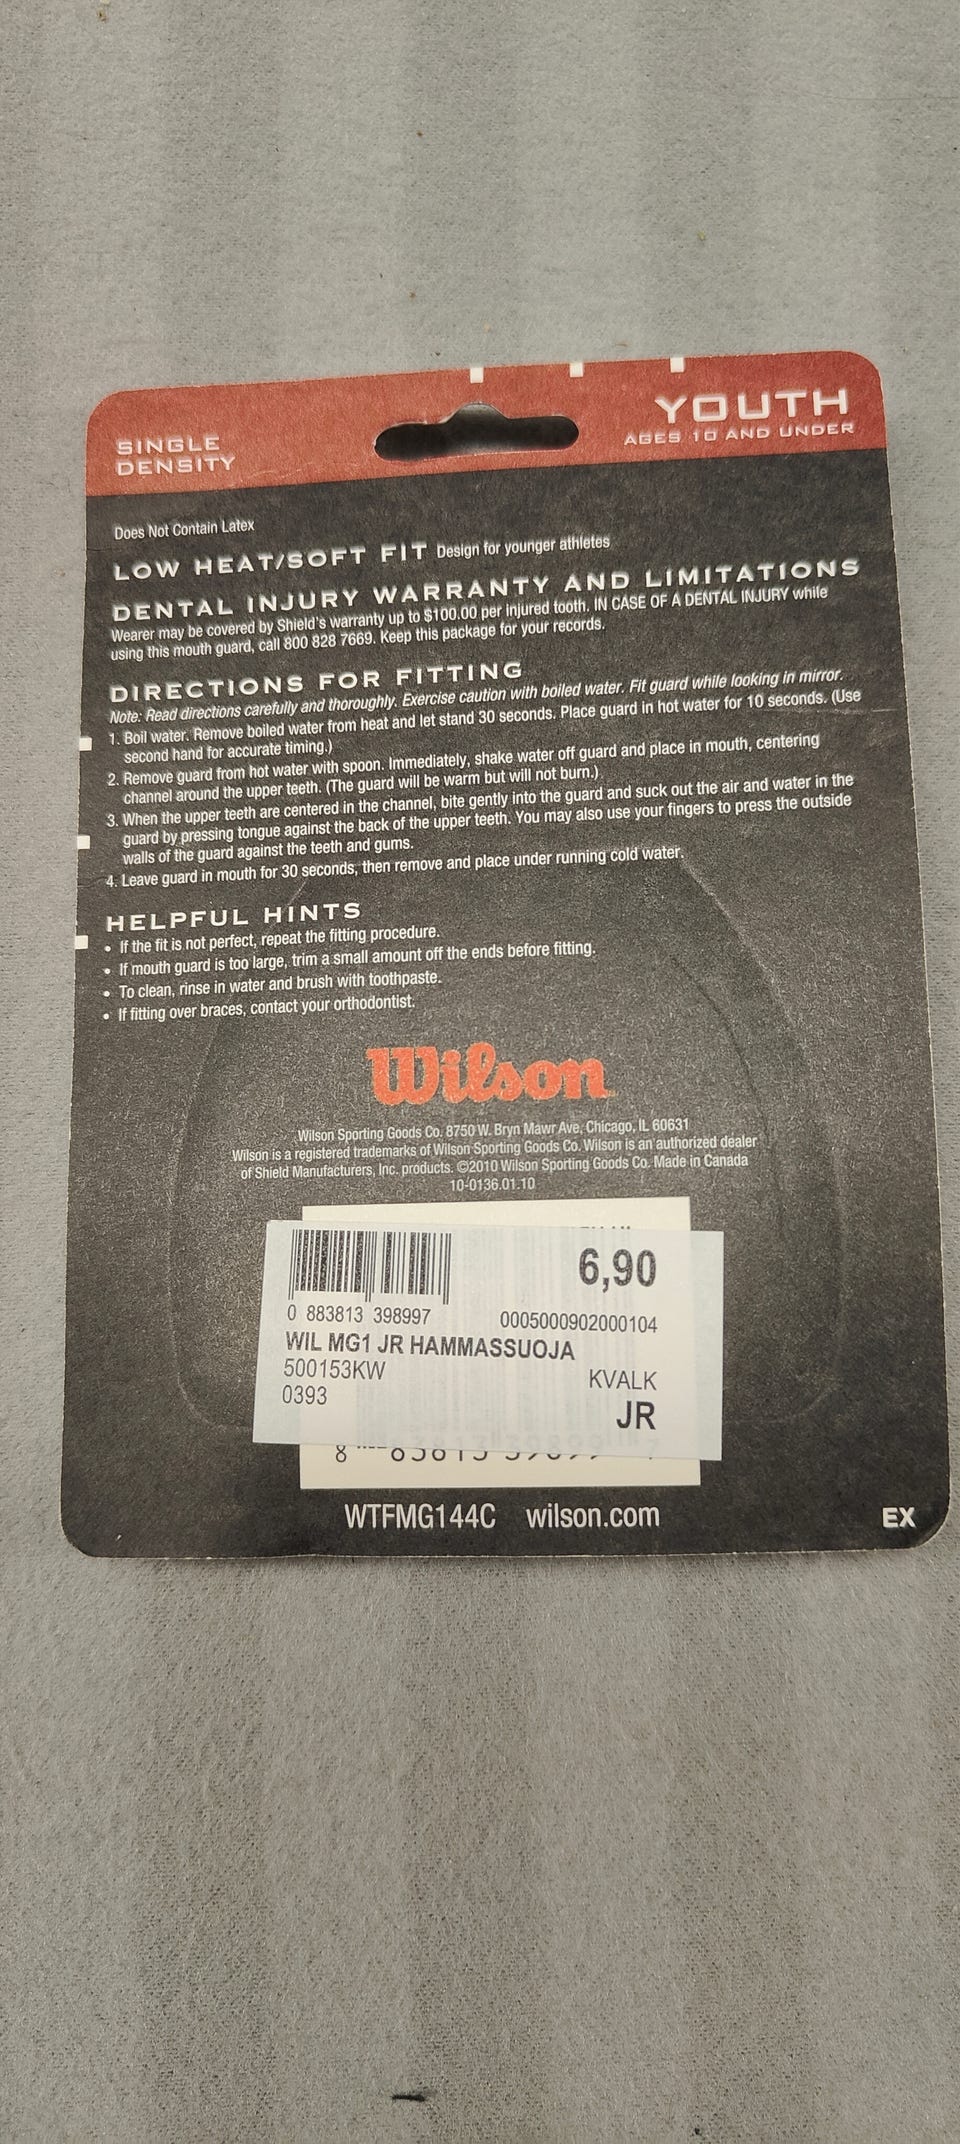 YOUTH
AGES 10 AND UNDER
SINGLE
DENSITY
Does Not Contain Latex
LOW HEAT/SOFT FIT Design for younger athletes
DENTAL INJURY WARRANTY AND LIMITATIONS
Wearer may be covered by Shield's warranty up to $100.00 per injured tooth. IN CASE OF A DENTAL INJURY while
using this mouth guard, call 800 828 7669. Keep this package for your records.
DIRECTIONS FOR FITTING
Note: Read directions carefully and thoroughly. Exercise caution with boiled water. Fit guard while looking in mirror.
1. Boil water. Remove boiled water from heat and let stand 30 seconds. Place guard in hot water for 10 seconds. (Use
second hand for accurate timing.)
2. Remove guard from hot water with spoon. Immediately, shake water off guard and place in mouth, centering
channel around the upper teeth. (The guard will be warm but will not burn.)
3. When the upper teeth are centered in the channel, bite gently into the guard and suck out the air and water in the
guard by pressing tongue against the back of the upper teeth. You may also use your fingers to press the outside
walls of the guard against the teeth and gums.
4. Leave guard in mouth for 30 seconds, then remove and place under running cold water.
HELPFUL HINTS
• If the fit is not perfect, repeat the fitting procedure.
• If mouth guard is too large, trim a small amount off the ends before fitting.
• To clean, rinse in water and brush with toothpaste.
• If fitting over braces, contact your orthodontist.
Wilson
Wilson Sporting Goods Co. 8750 W. Bryn Mawr Ave, Chicago, IL 60631
Wilson is a registered trademarks of Wilson Sporting Goods Co. Wilson is an authorized dealer
of Shield Manufacturers, Inc. products. ©2010 Wilson Sporting Goods Co. Made in Canada
10-0136.01.10
6,90
0 883813 398997 0005000902000104
WIL MG1 JR HAMMASSUOJA
500153KW KVALK
0393 JR
WTFMG144C wilson.com
EX